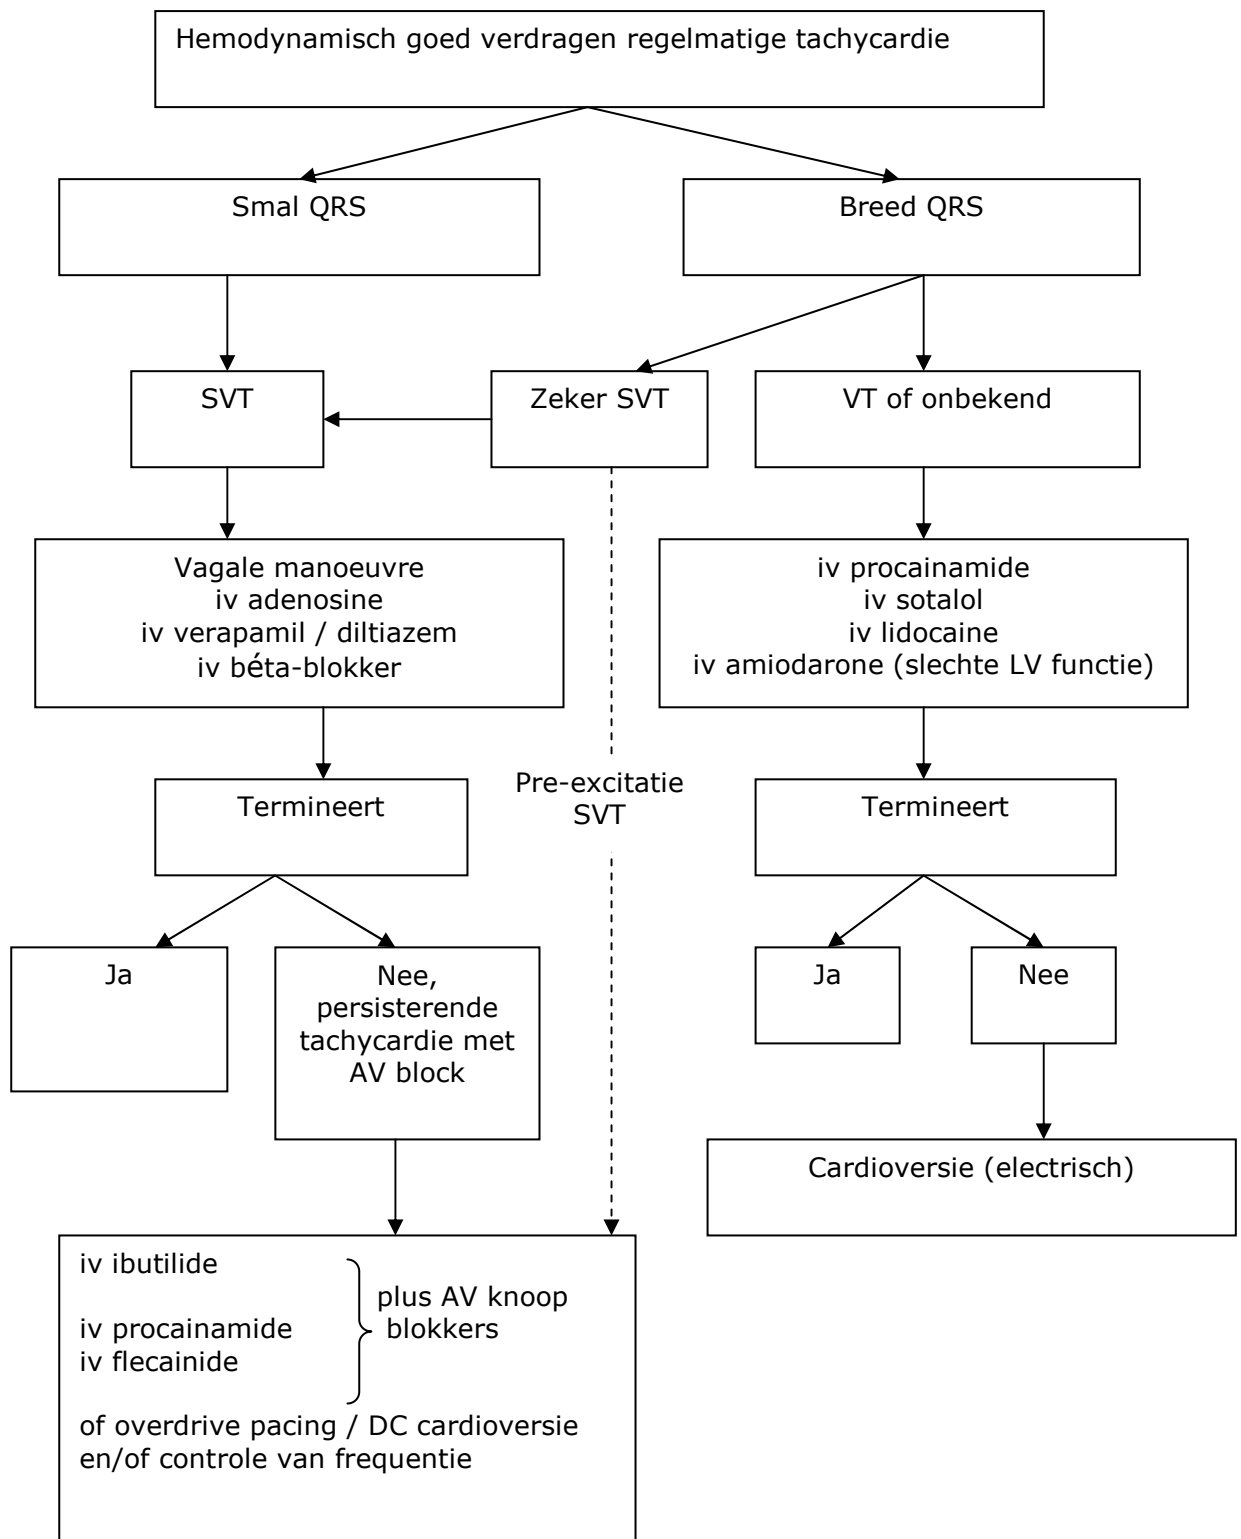 Hemodynamisch goed verdragen regelmatige tachycardie
Smal QRS
Breed QRS
SVT
Zeker SVT
VT of onbekend
Vagale manoeuvre
iv adenosine
iv verapamil / diltiazem
iv béta-blokker
iv procainamide
iv sotalol
iv lidocaine
iv amiodarone (slechte LV functie)
Pre-excitatie
SVT
Termineert
Termineert
Ja
Nee,
persisterende
tachycardie met
AV block
Ja
Nee
Cardioversie (electrisch)
iv ibutilide
plus AV knoop
blokkers
iv procainamide
iv flecainide
of overdrive pacing / DC cardioversie
en/of controle van frequentie